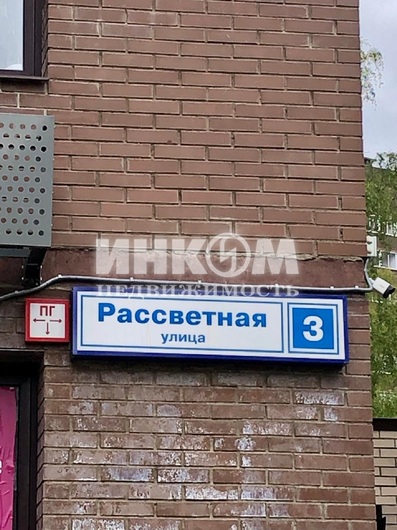 ИНКОМ
НЕДВИЖИМОСТЬ
ПГ
Рассветная
улица
3